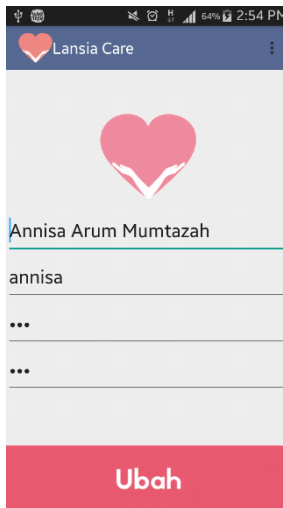 64% 2:54 PM
Lansia Care
Annisa Arum Mumtazah
annisa
•••
•••
Ubah